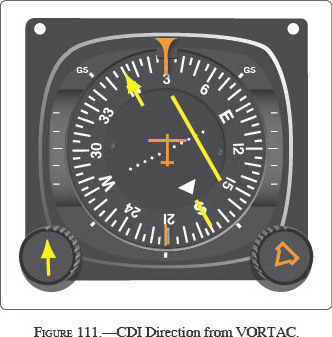 GS 3 GS
33 6
30 E
W 12
24 15
21 S
FIGURE 111.—CDI Direction from VORTAC.